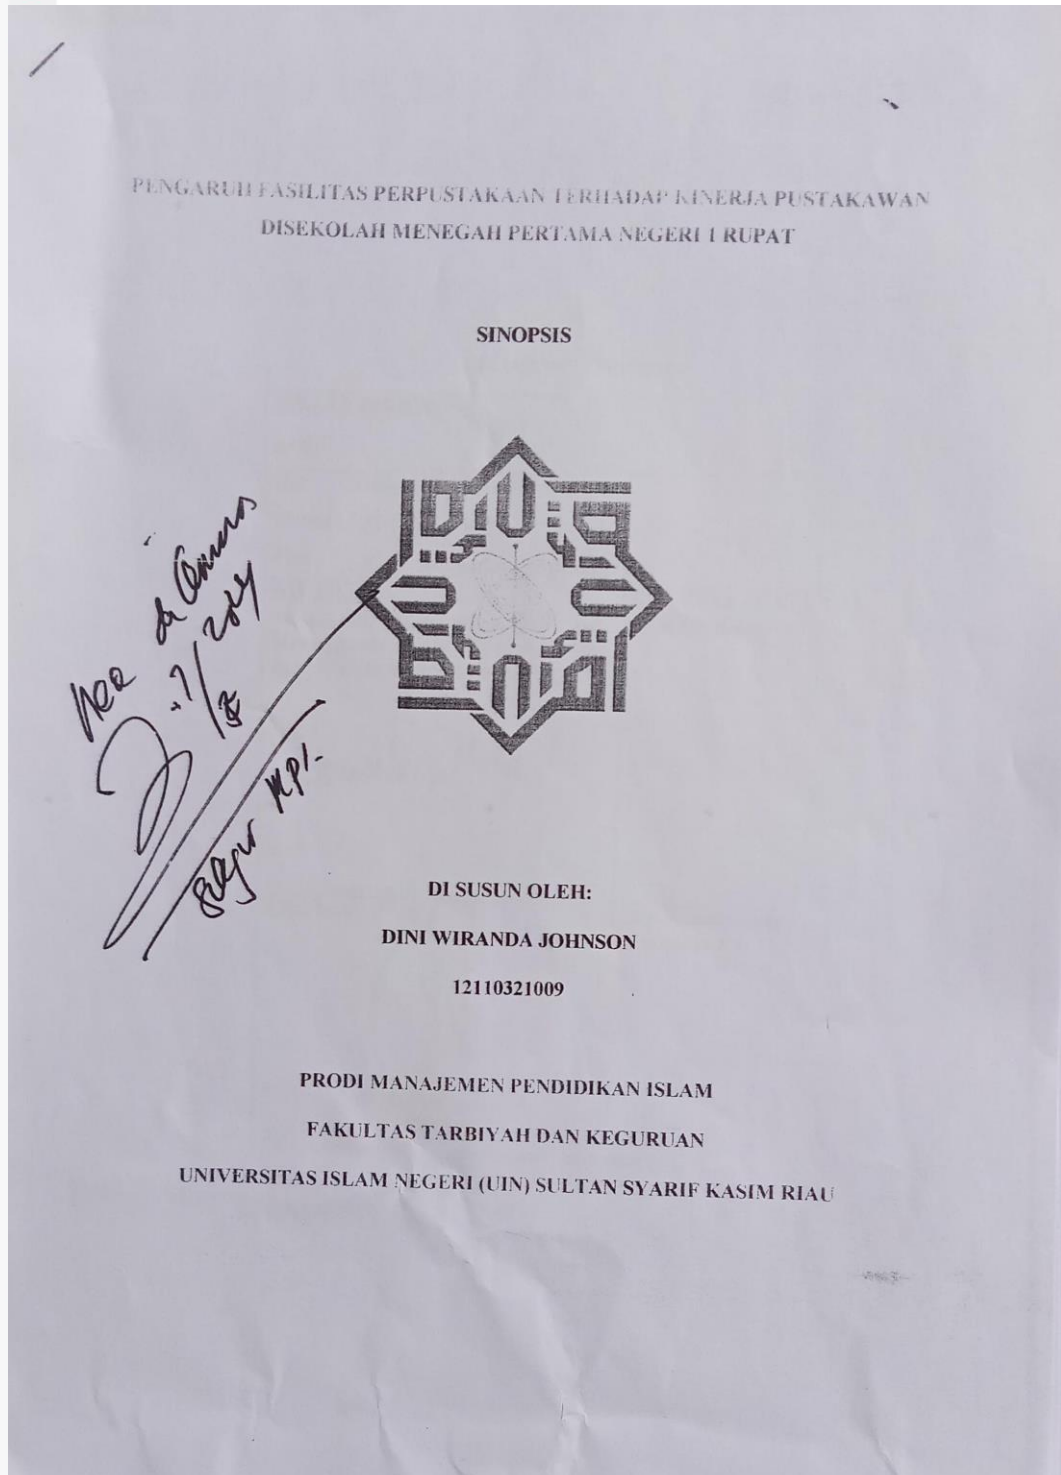 PENGARUH FASILITAS PERPUSTAKAAN TERHADAP KINERJA PUSTAKAWAN
DISEKOLAH MENEGAH PERTAMA NEGERI 1 RUPAT
SINOPSIS
DI SUSUN OLEH:
DINI WIRANDA JOHNSON
12110321009
PRODI MANAJEMEN PENDIDIKAN ISLAM
FAKULTAS TARBIYAH DAN KEGURUAN
UNIVERSITAS ISLAM NEGERI (UIN) SULTAN SYARIF KASIM RIAU